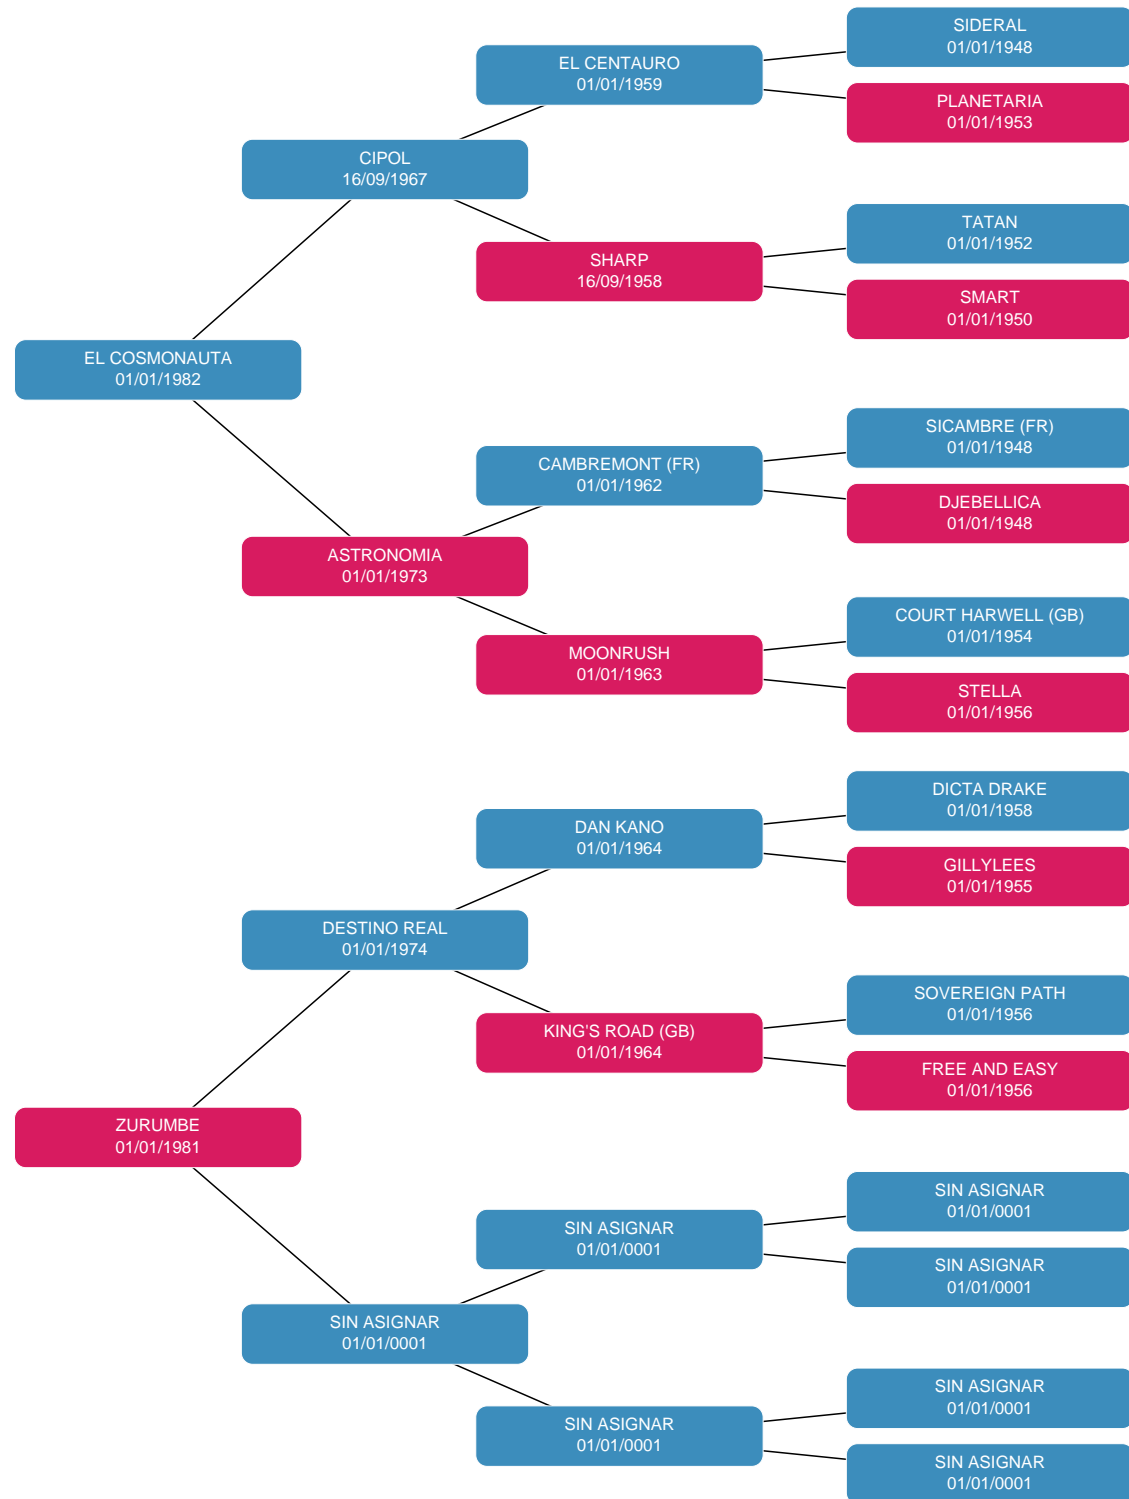 SIDERAL
01/01/1948
EL CENTAURO
01/01/1959
PLANETARIA
01/01/1953
CIPOL
16/09/1967
TATAN
01/01/1952
SHARP
16/09/1958
SMART
01/01/1950
EL COSMONAUTA
01/01/1982
SICAMBRE (FR)
01/01/1948
CAMBREMONT (FR)
01/01/1962
DJEBELLICA
01/01/1948
ASTRONOMIA
01/01/1973
COURT HARWELL (GB)
01/01/1954
MOONRUSH
01/01/1963
STELLA
01/01/1956
DICTA DRAKE
01/01/1958
DAN KANO
01/01/1964
GILLYLEES
01/01/1955
DESTINO REAL
01/01/1974
SOVEREIGN PATH
01/01/1956
KING'S ROAD (GB)
01/01/1964
FREE AND EASY
01/01/1956
ZURUMBE
01/01/1981
SIN ASIGNAR
01/01/0001
SIN ASIGNAR
01/01/0001
SIN ASIGNAR
01/01/0001
SIN ASIGNAR
01/01/0001
SIN ASIGNAR
01/01/0001
SIN ASIGNAR
01/01/0001
SIN ASIGNAR
01/01/0001